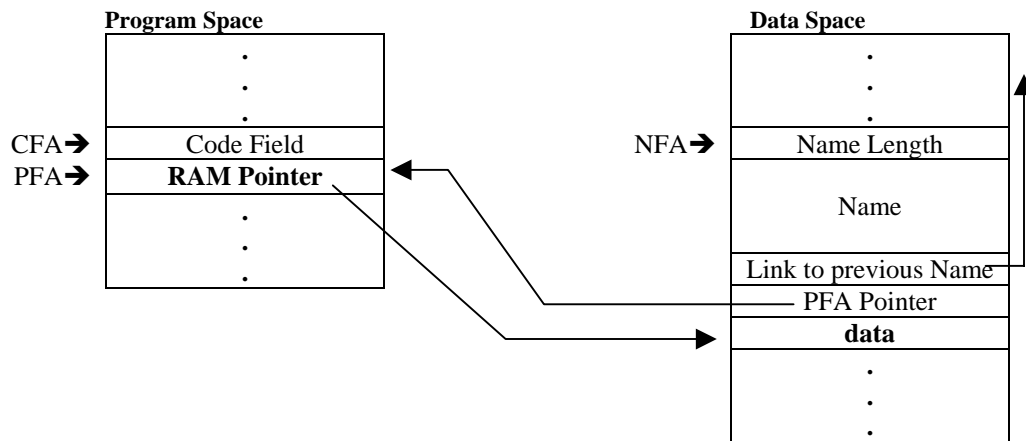 Program Space
.
.
.
CFA➔ Code Field
PFA➔ RAM Pointer
.
.
.
Data Space
.
.
.
NFA➔ Name Length
Name
Link to previous Name
PFA Pointer
data
.
.
.